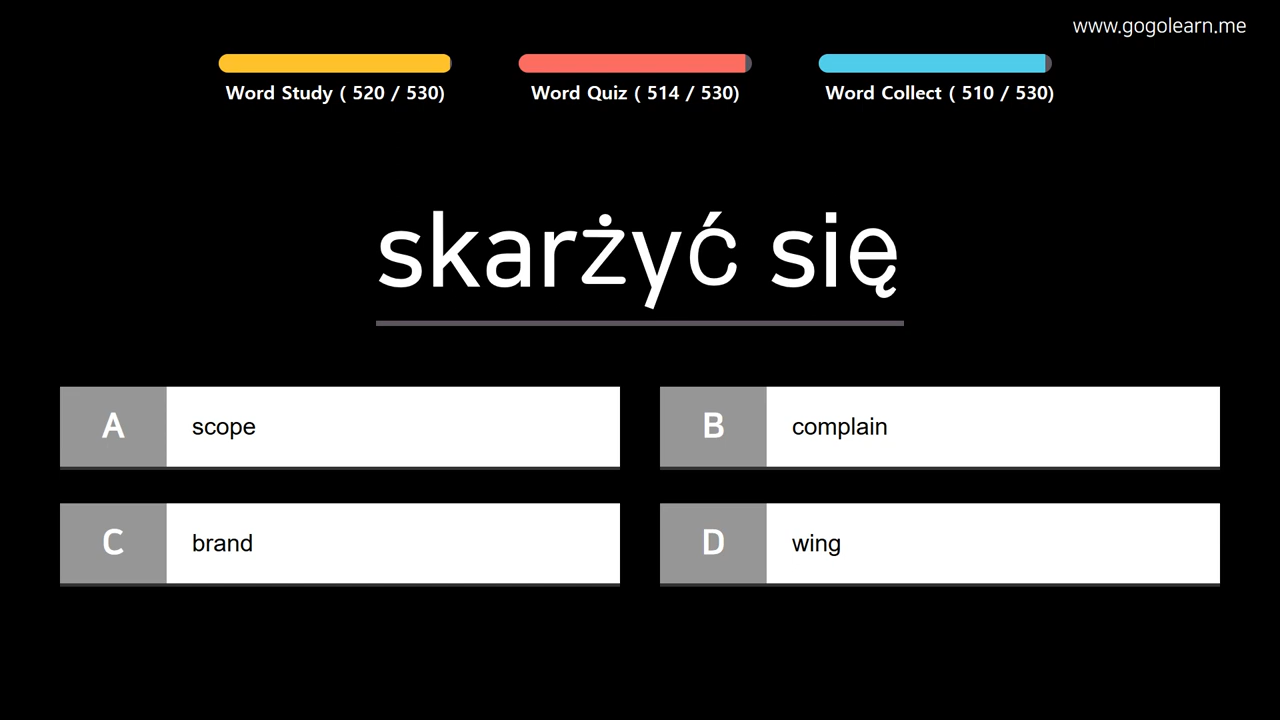 www.gogolearn.me
Word Study ( 520 / 530)
Word Quiz ( 514 / 530)
Word Collect ( 510 / 530)
skarżyć się
A scope
B complain
C brand
D wing